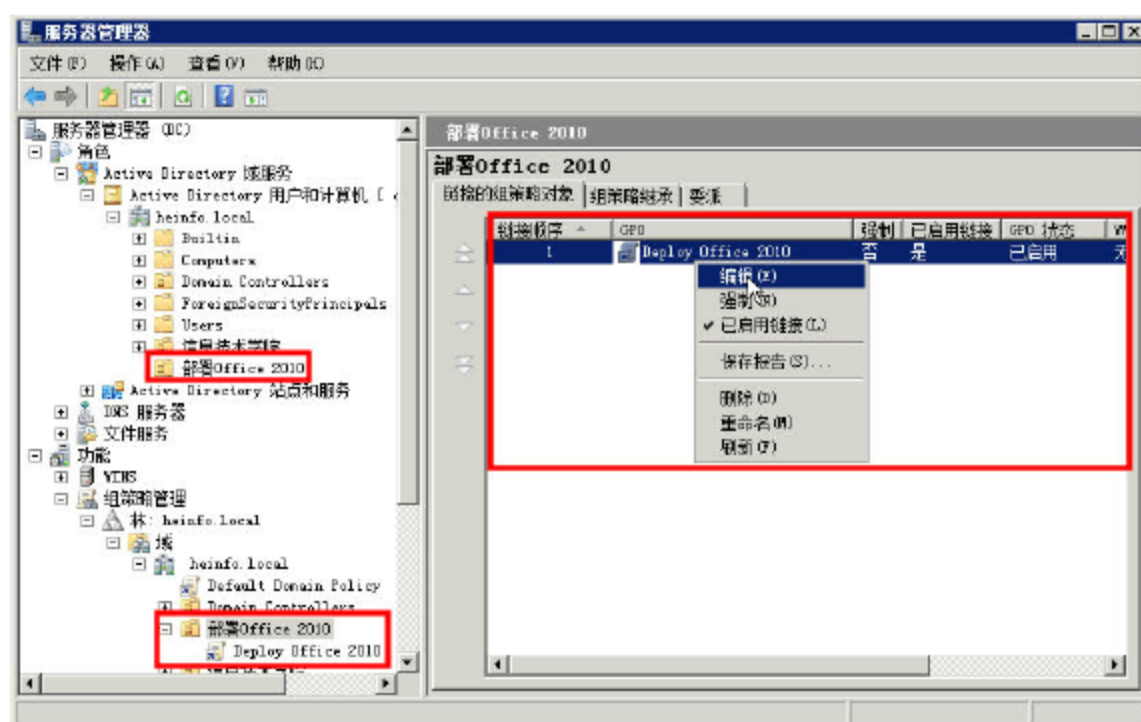 服务器管理器
文件(F) 操作(A) 查看(V) 帮助(H)
服务器管理器 (DC)
角色
Active Directory 域服务
Active Directory 用户和计算机 [
heinfo.local
Builtin
Computers
Domain Controllers
ForeignSecurityPrincipals
Users
信息技术学院
部署Office 2010
Active Directory 站点和服务
DNS 服务器
文件服务
功能
WINS
组策略管理
林: heinfo.local
域
heinfo.local
Default Domain Policy
Domain Controllers
部署Office 2010
Deploy Office 2010
部署Office 2010
部署Office 2010
链接的组策略对象 组策略继承 委派
链接顺序 GPO 强制 已启用链接 GPO 状态
1 Deploy Office 2010 否 是 已启用 无
编辑(E)
强制(N)
已启用链接(L)
保存报告(S)...
删除(D)
重命名(M)
刷新(F)